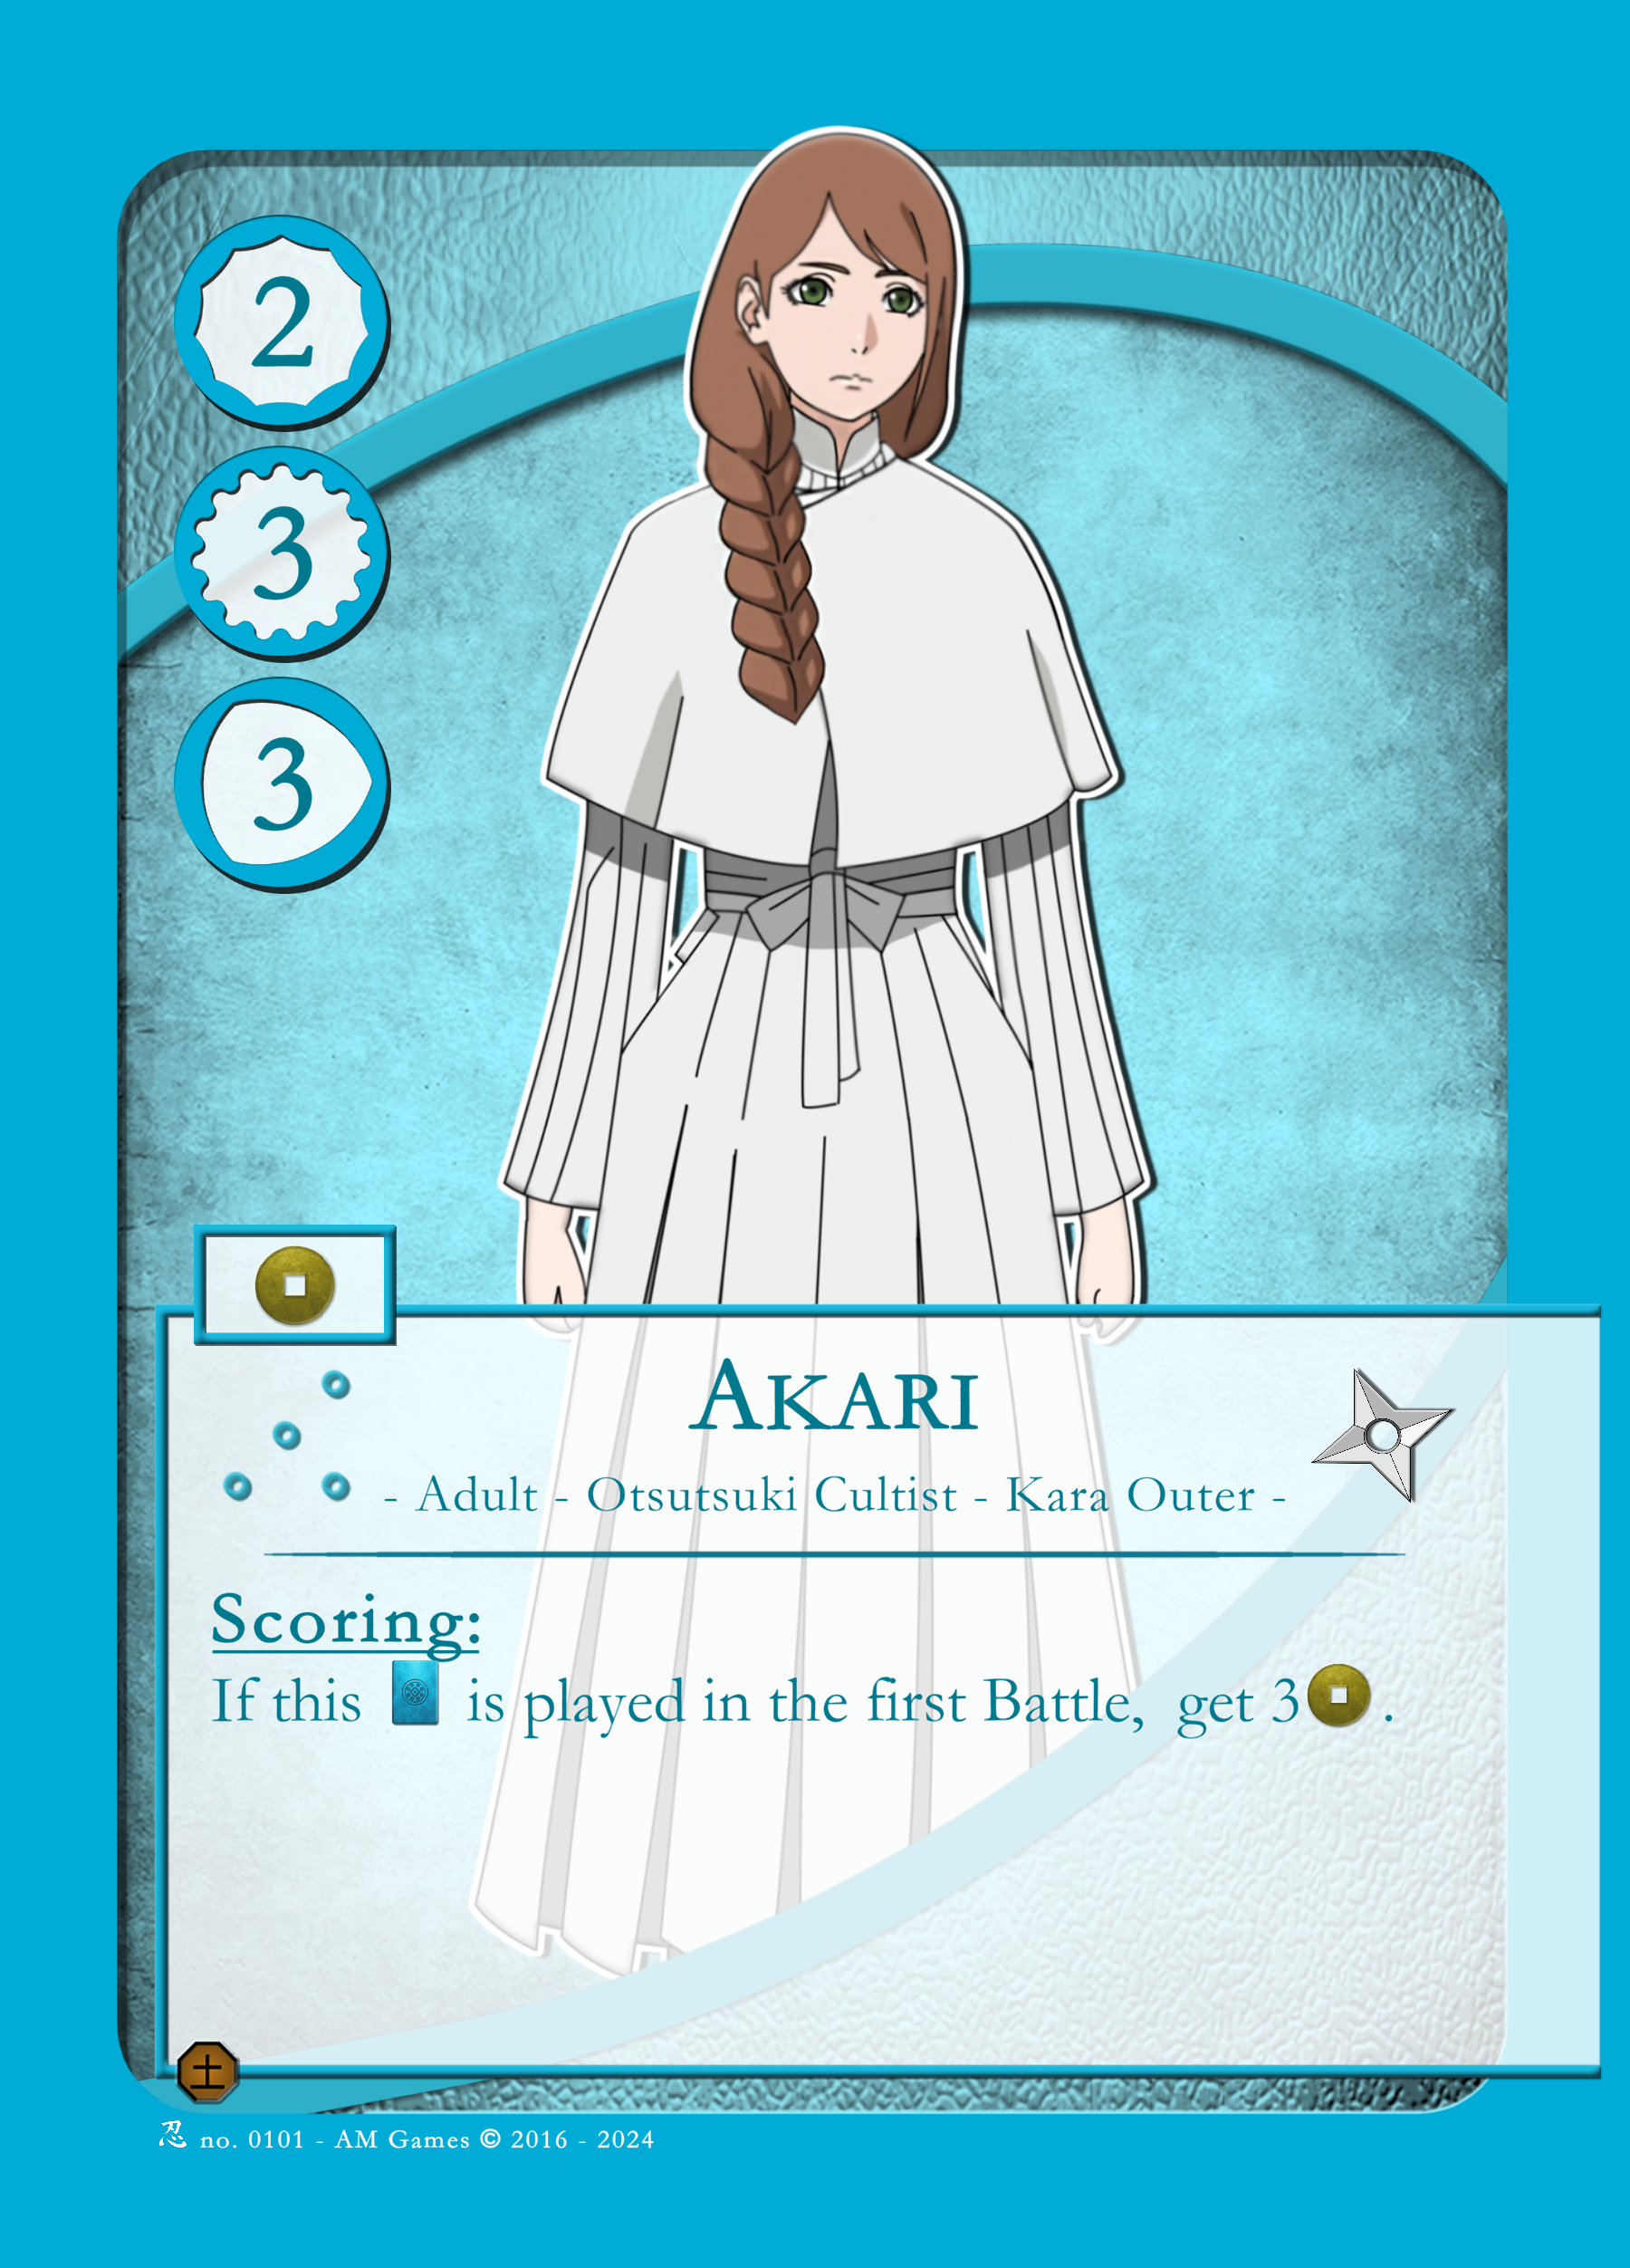 2
3
3
AKARI
- Adult - Otsutsuki Cultist - Kara Outer -
Scoring:
If this is played in the first Battle, get 3 .
土
忍 no. 0101 - AM Games © 2016 - 2024